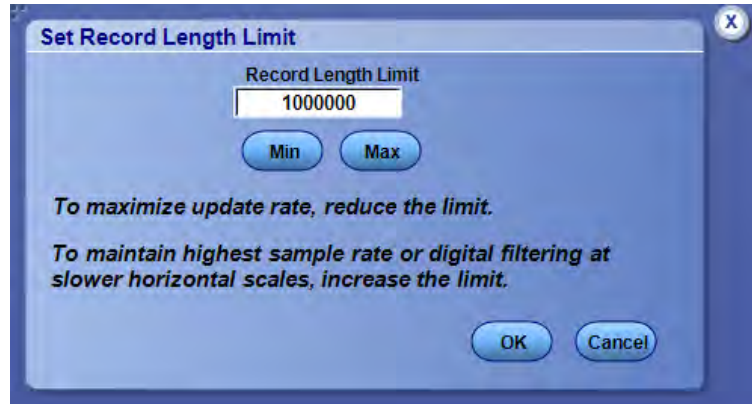 X
Set Record Length Limit
Record Length Limit
1000000
Min Max
To maximize update rate, reduce the limit.
To maintain highest sample rate or digital filtering at
slower horizontal scales, increase the limit.
OK Cancel